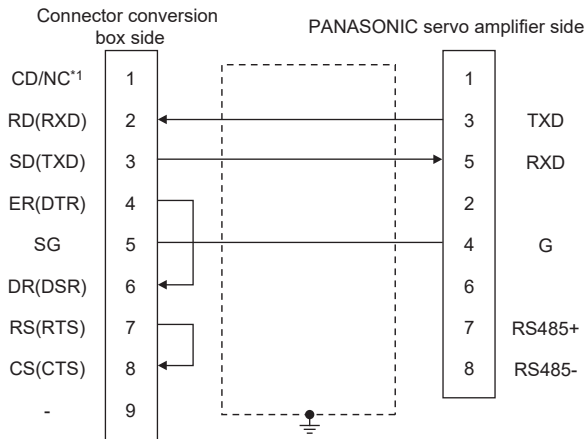 Connector conversion
box side
PANASONIC servo amplifier side
CD/NC*1 1 1
RD(RXD) 2 3 TXD
SD(TXD) 3 5 RXD
ER(DTR) 4 2
SG 5 4 G
DR(DSR) 6 6
RS(RTS) 7 7 RS485+
CS(CTS) 8 8 RS485-
- 9